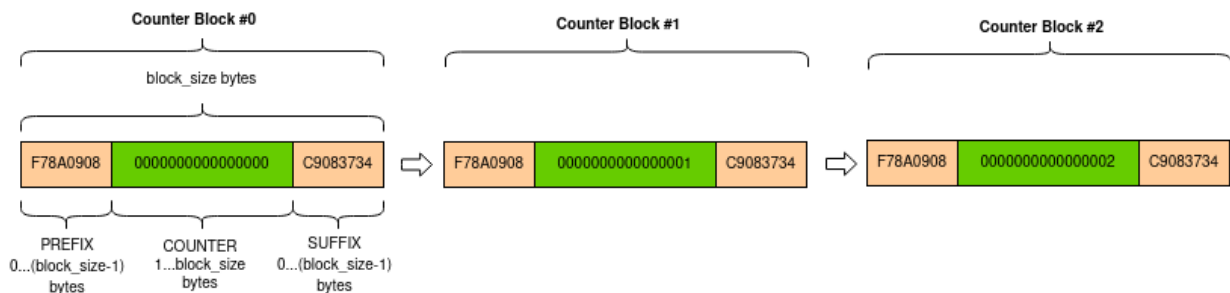 Counter Block #0
Counter Block #1
Counter Block #2
block_size bytes
F78A0908 0000000000000000 C9083734
F78A0908 0000000000000001 C9083734
F78A0908 0000000000000002 C9083734
PREFIX
0...(block_size-1)
bytes
COUNTER
1...block_size
bytes
SUFFIX
0...(block_size-1)
bytes